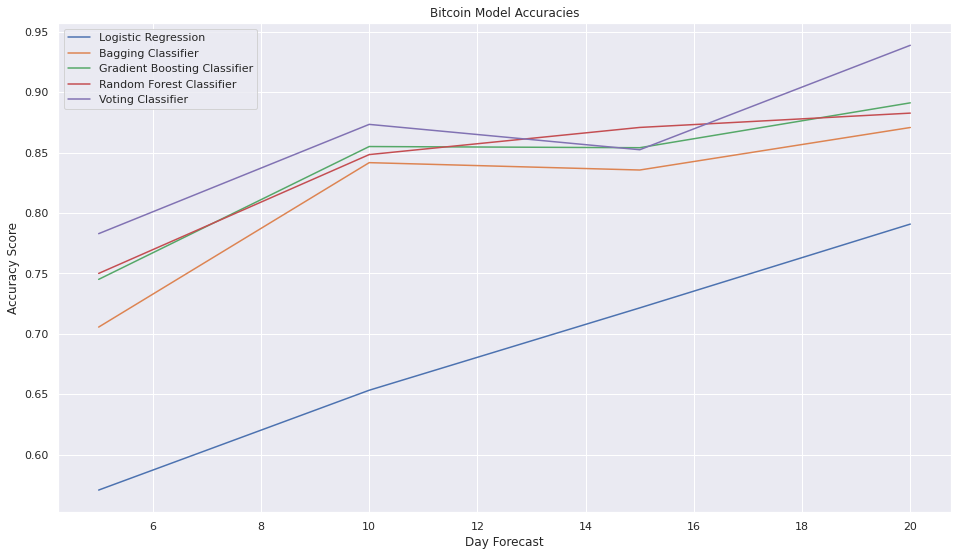 Bitcoin Model Accuracies
Logistic Regression
Bagging Classifier
Gradient Boosting Classifier
Random Forest Classifier
Voting Classifier
Accuracy Score
0.95
0.90
0.85
0.80
0.75
0.70
0.65
0.60
6 8 10 12 14 16 18 20
Day Forecast